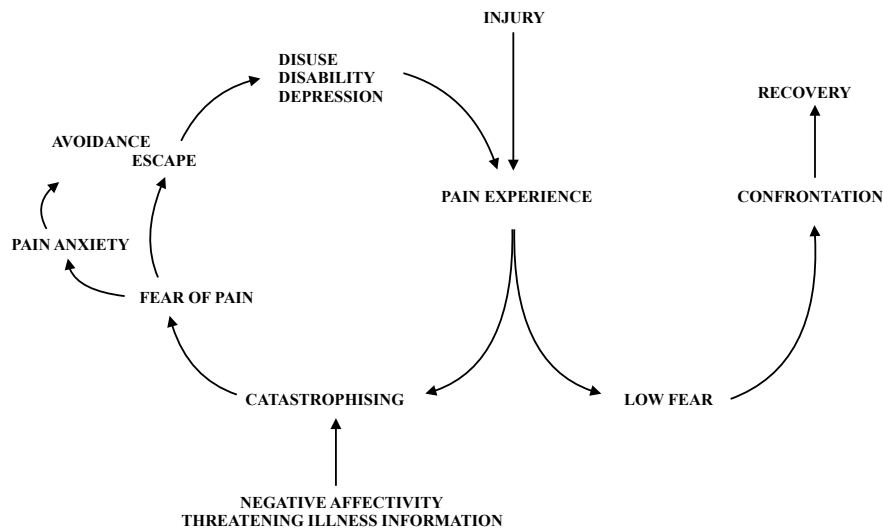 INJURY
DISUSE
DISABILITY
DEPRESSION
RECOVERY
AVOIDANCE
ESCAPE
PAIN EXPERIENCE
CONFRONTATION
PAIN ANXIETY
FEAR OF PAIN
CATASTROPHISING
LOW FEAR
NEGATIVE AFFECTIVITY
THREATENING ILLNESS INFORMATION